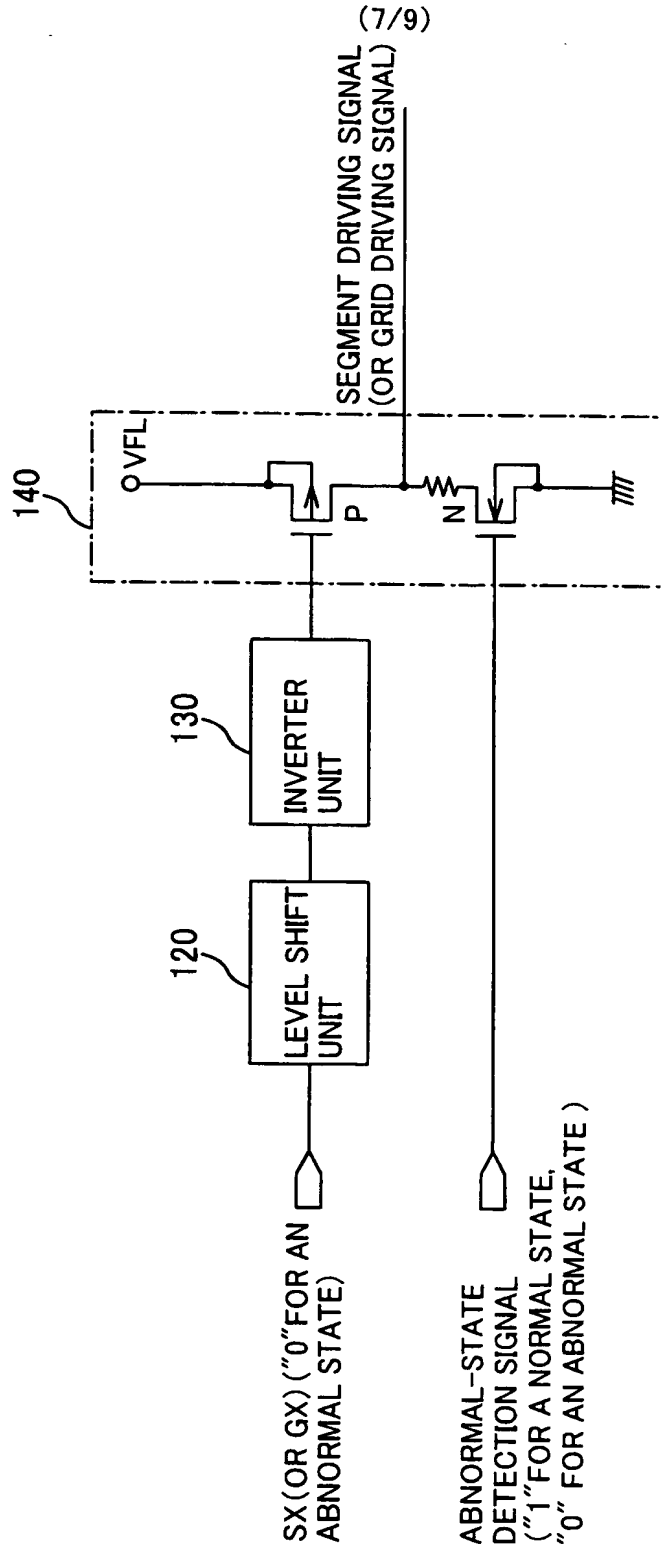 (7/9)
140
VFL
SEGMENT DRIVING SIGNAL
(OR GRID DRIVING SIGNAL)
P
N
130
INVERTER
UNIT
120
LEVEL SHIFT
UNIT
SX(OR GX) ("0"FOR AN
ABNORMAL STATE)
ABNORMAL-STATE
DETECTION SIGNAL
("1"FOR A NORMAL STATE,
"0" FOR AN ABNORMAL STATE )